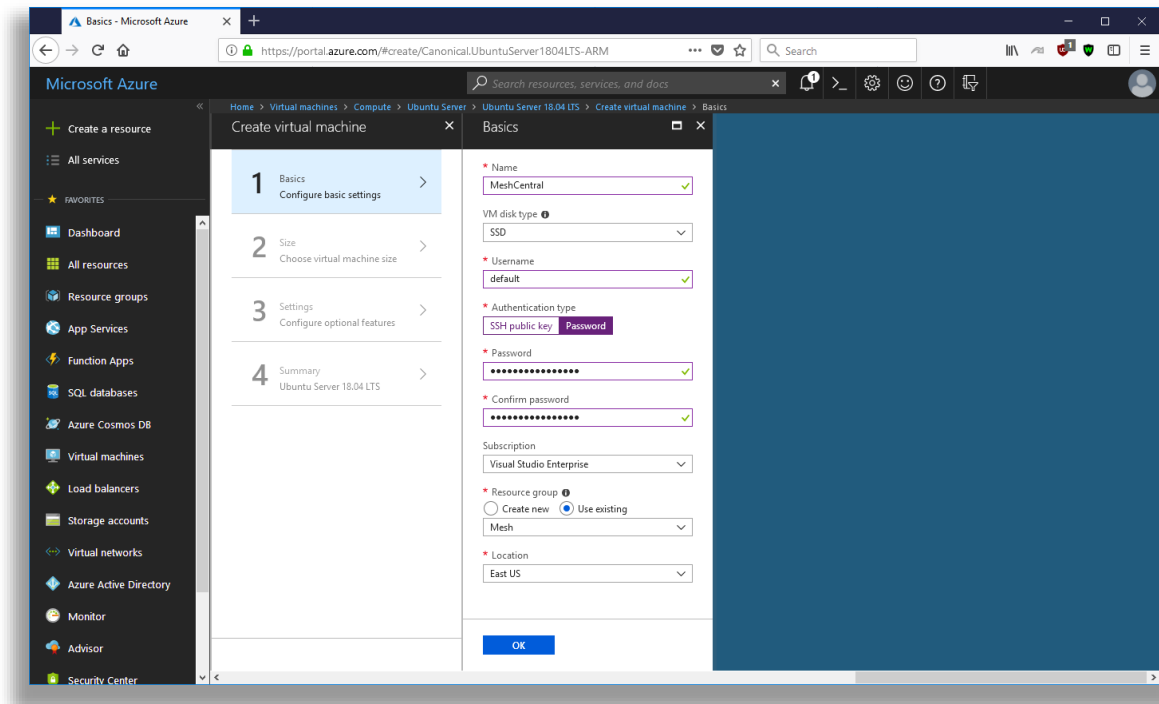 Basics - Microsoft Azure
https://portal.azure.com/#create/Canonical.UbuntuServer1804LTS-ARM
Search
1
Microsoft Azure
Search resources, services, and docs
1
Home > Virtual machines > Compute > Ubuntu Server > Ubuntu Server 18.04 LTS > Create virtual machine > Basics
Create a resource
All services
FAVORITES
Dashboard
All resources
Resource groups
App Services
Function Apps
SQL databases
Azure Cosmos DB
Virtual machines
Load balancers
Storage accounts
Virtual networks
Azure Active Directory
Monitor
Advisor
Security Center
Create virtual machine
1 Basics
Configure basic settings
2 Size
Choose virtual machine size
3 Settings
Configure optional features
4 Summary
Ubuntu Server 18.04 LTS
Basics
* Name
MeshCentral
VM disk type
SSD
* Username
default
* Authentication type
SSH public key Password
* Password
••••••••••••••••
* Confirm password
••••••••••••••••
Subscription
Visual Studio Enterprise
* Resource group
Create new Use existing
Mesh
* Location
East US
OK